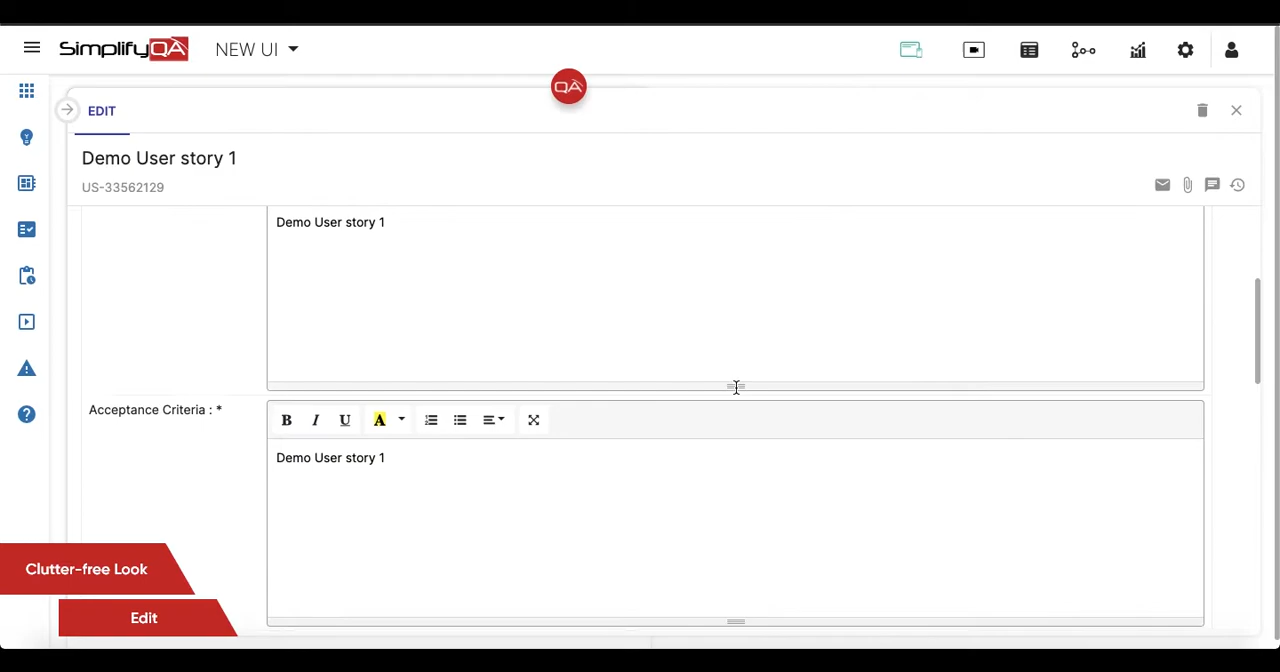 SimplifyQA NEW UI
QA
EDIT
Demo User story 1
US-33562129
Demo User story 1
Acceptance Criteria : *
B I U A
Demo User story 1
Clutter-free Look
Edit